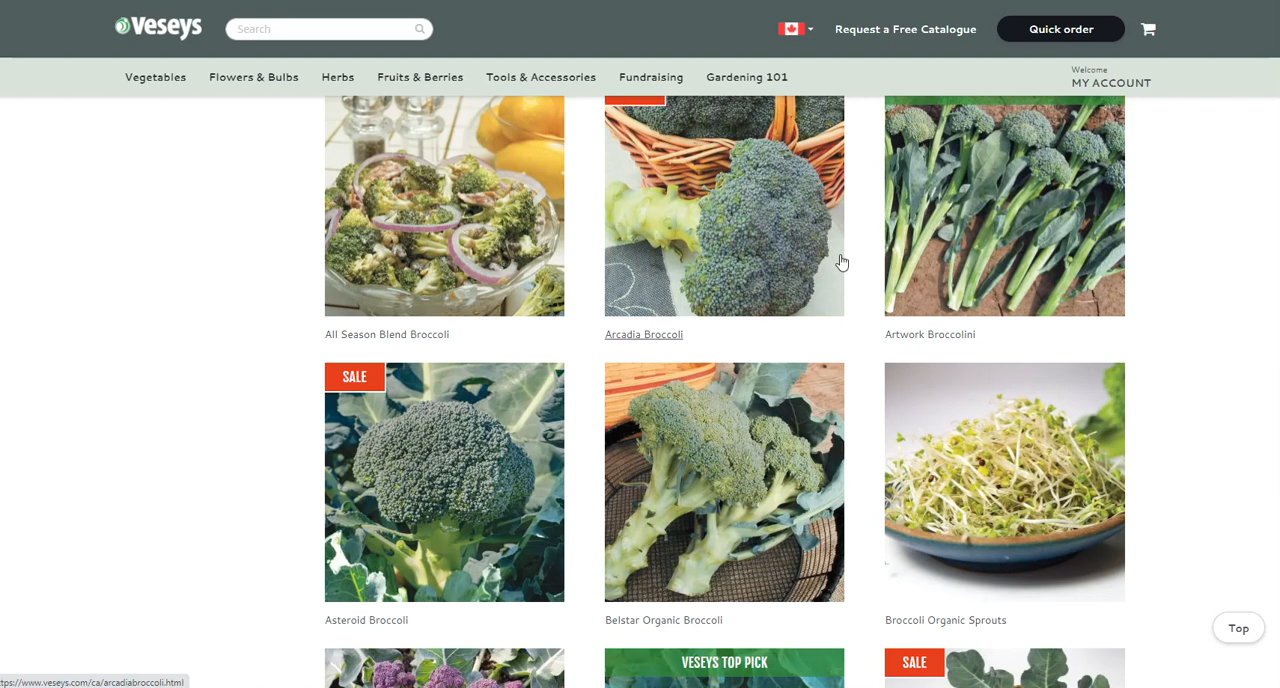 Veseys
Search
Request a Free Catalogue
Quick order
Vegetables
Flowers & Bulbs
Herbs
Fruits & Berries
Tools & Accessories
Fundraising
Gardening 101
Welcome
MY ACCOUNT
All Season Blend Broccoli
Arcadia Broccoli
Artwork Broccolini
SALE
Asteroid Broccoli
Belstar Organic Broccoli
Broccoli Organic Sprouts
Top
VESEYS TOP PICK
SALE
ttps://www.veseys.com/ca/arcadiabroccoli.html